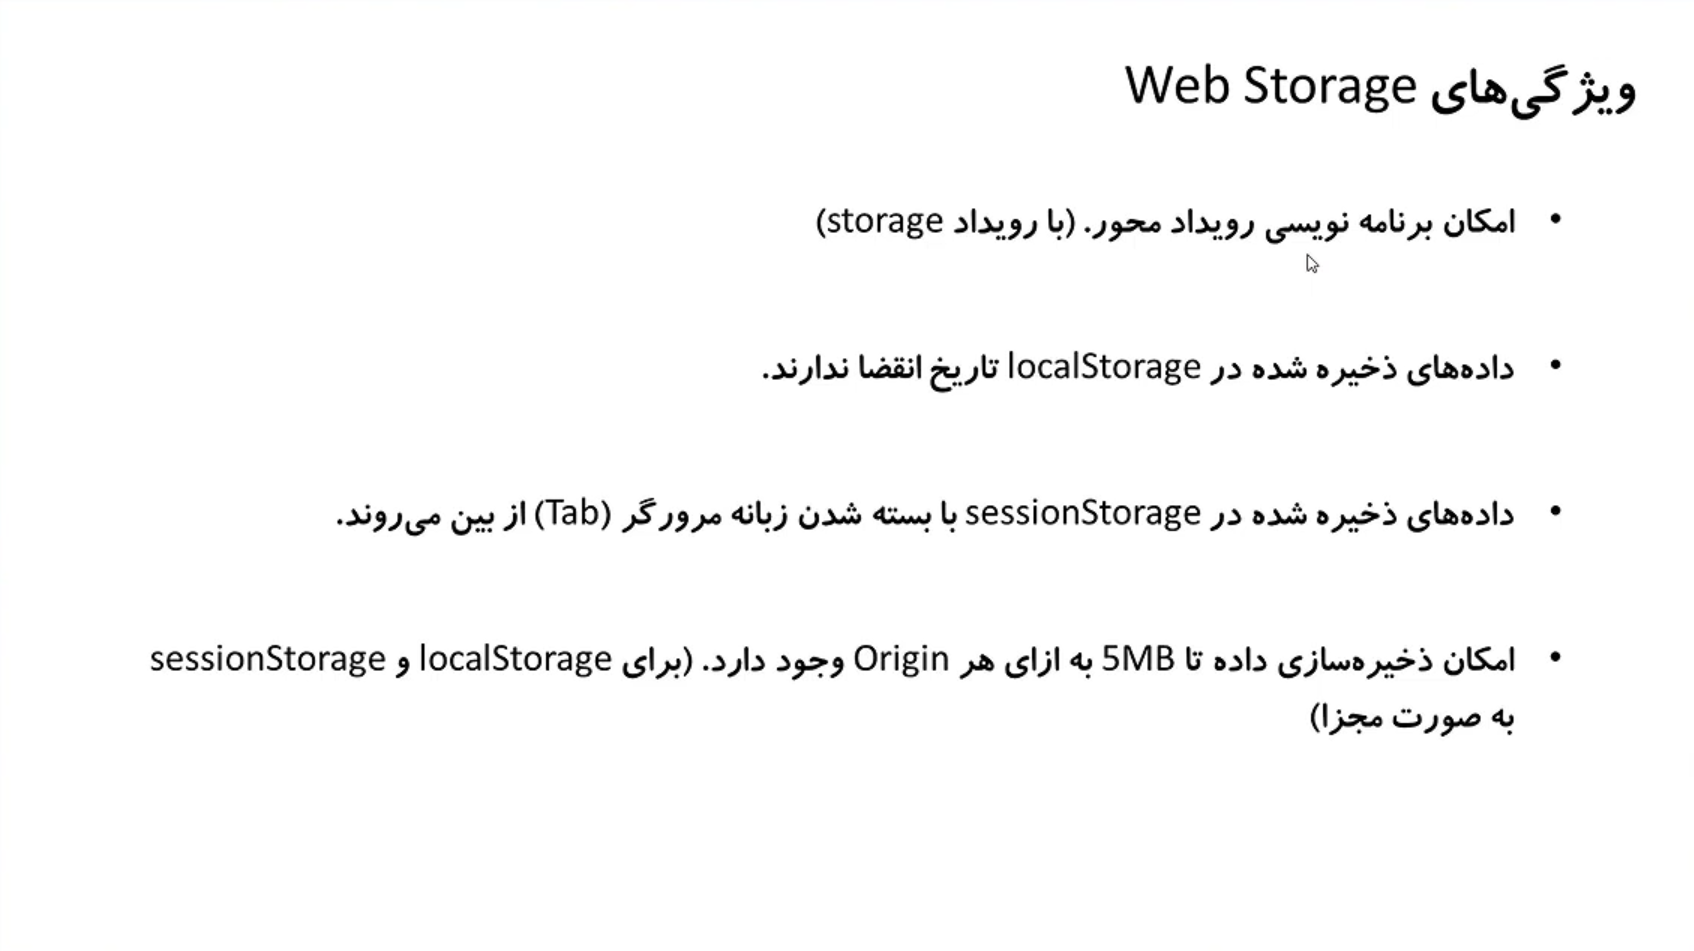 ویژگی‌های Web Storage
• امکان برنامه نویسی رویداد محور. (با رویداد storage)
• داده‌های ذخیره شده در localStorage تاریخ انقضا ندارند.
• داده‌های ذخیره شده در sessionStorage با بسته شدن زبانه مرورگر (Tab) از بین می‌روند.
• امکان ذخیره‌سازی داده تا 5MB به ازای هر Origin وجود دارد. (برای localStorage و sessionStorage
به صورت مجزا)